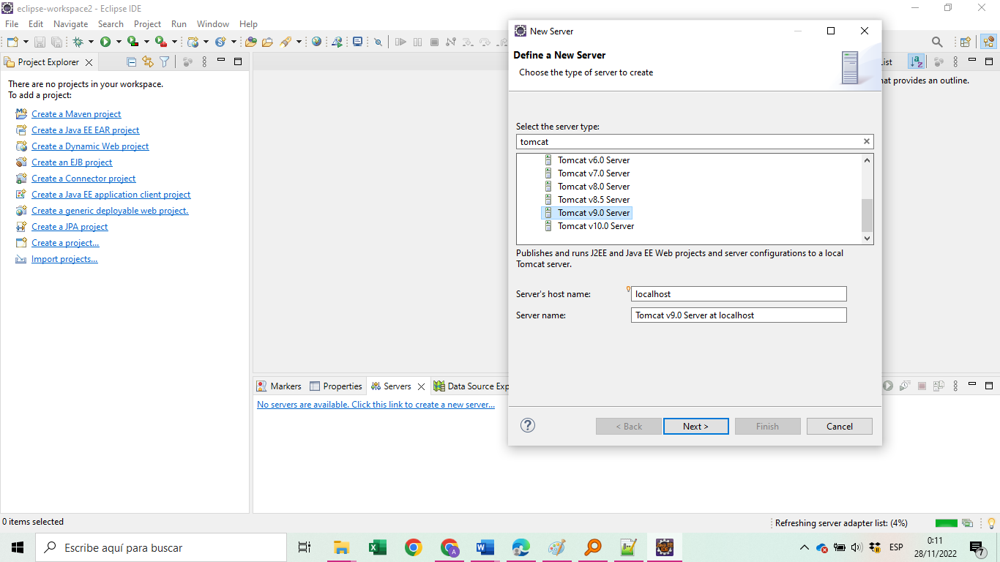 eclipse-workspace2 - Eclipse IDE
File Edit Navigate Search Project Run Window Help
Project Explorer
There are no projects in your workspace.
To add a project:
Create a Maven project
Create a Java EE EAR project
Create a Dynamic Web project
Create an EJB project
Create a Connector project
Create a Java EE application client project
Create a generic deployable web project.
Create a JPA project
Create a project...
Import projects...
New Server
Define a New Server
Choose the type of server to create
Select the server type:
tomcat
Tomcat v6.0 Server
Tomcat v7.0 Server
Tomcat v8.0 Server
Tomcat v8.5 Server
Tomcat v9.0 Server
Tomcat v10.0 Server
Publishes and runs J2EE and Java EE Web projects and server configurations to a local
Tomcat server.
Server's host name: localhost
Server name: Tomcat v9.0 Server at localhost
< Back Next > Finish Cancel
that provides an outline.
Markers Properties Servers Data Source Exp
No servers are available. Click this link to create a new server...
0 items selected
Refreshing server adapter list: (4%)
Escribe aquí para buscar
ESP
0:11
28/11/2022
7